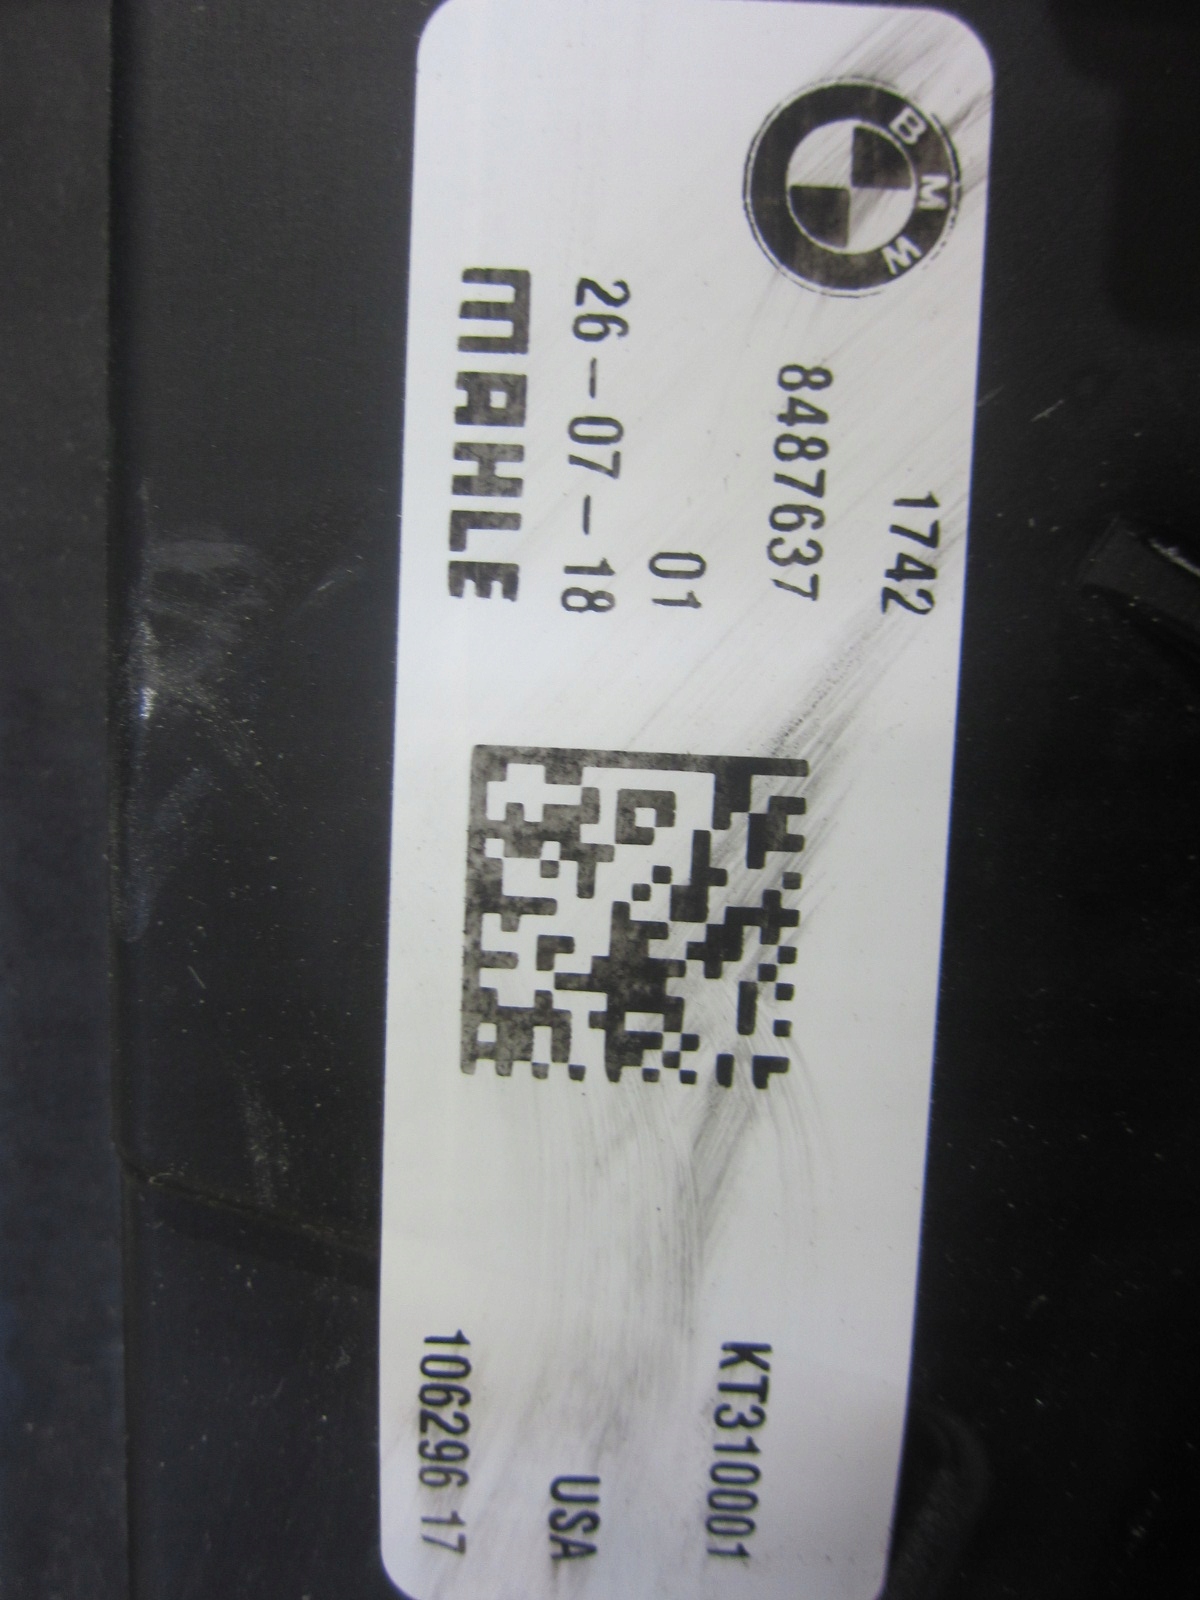 BMW
1742
8487637
01
26-07-18
MAHLE
KT310001
USA
106296 17